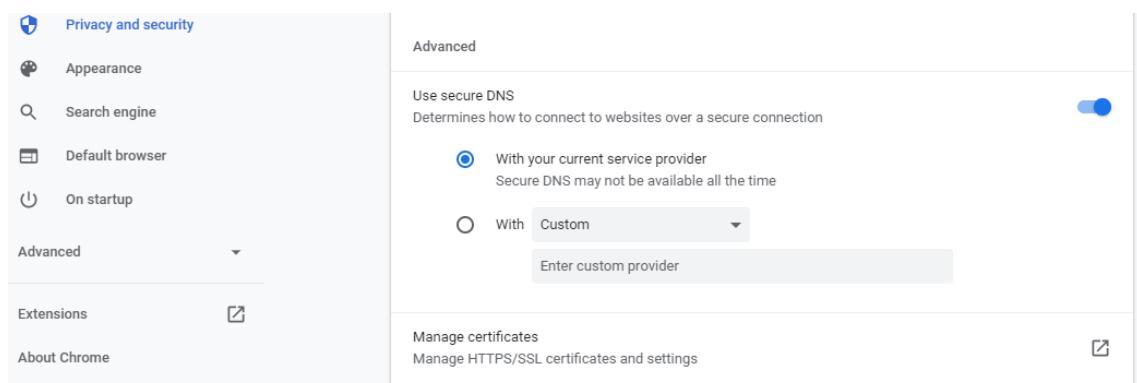 Privacy and security
Appearance
Search engine
Default browser
On startup
Advanced
Extensions
About Chrome
Advanced
Use secure DNS
Determines how to connect to websites over a secure connection
With your current service provider
Secure DNS may not be available all the time
With Custom
Enter custom provider
Manage certificates
Manage HTTPS/SSL certificates and settings